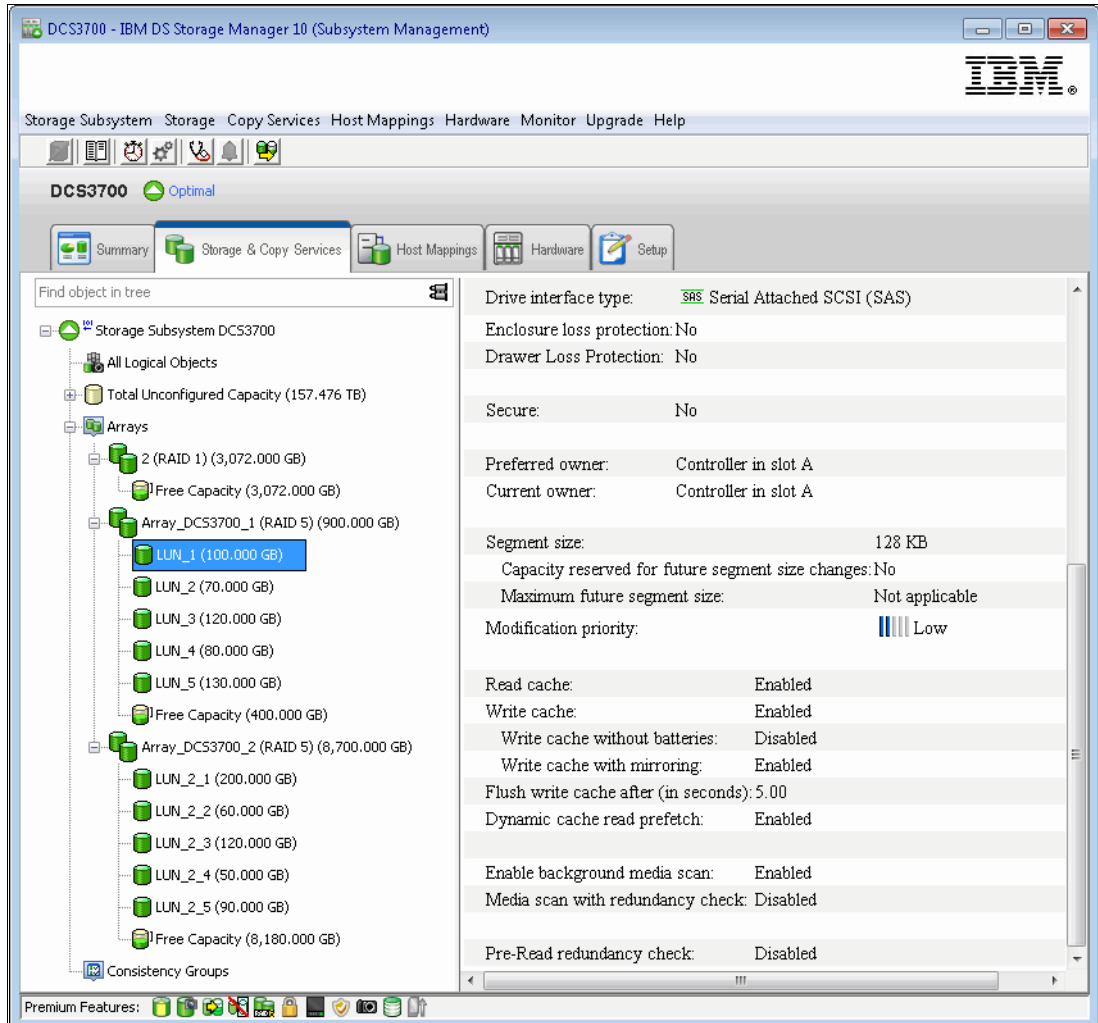 DCS3700 - IBM DS Storage Manager 10 (Subsystem Management)
IBM®
Storage Subsystem Storage Copy Services Host Mappings Hardware Monitor Upgrade Help
DCS3700 Optimal
Summary Storage & Copy Services Host Mappings Hardware Setup
Find object in tree
Storage Subsystem DCS3700
All Logical Objects
Total Unconfigured Capacity (157.476 TB)
Arrays
2 (RAID 1) (3,072.000 GB)
Free Capacity (3,072.000 GB)
Array_DCS3700_1 (RAID 5) (900.000 GB)
LUN_1 (100.000 GB)
LUN_2 (70.000 GB)
LUN_3 (120.000 GB)
LUN_4 (80.000 GB)
LUN_5 (130.000 GB)
Free Capacity (400.000 GB)
Array_DCS3700_2 (RAID 5) (8,700.000 GB)
LUN_2_1 (200.000 GB)
LUN_2_2 (60.000 GB)
LUN_2_3 (120.000 GB)
LUN_2_4 (50.000 GB)
LUN_2_5 (90.000 GB)
Free Capacity (8,180.000 GB)
Consistency Groups
Drive interface type: SAS Serial Attached SCSI (SAS)
Enclosure loss protection: No
Drawer Loss Protection: No
Secure: No
Preferred owner: Controller in slot A
Current owner: Controller in slot A
Segment size: 128 KB
Capacity reserved for future segment size changes: No
Maximum future segment size: Not applicable
Modification priority: Low
Read cache: Enabled
Write cache: Enabled
Write cache without batteries: Disabled
Write cache with mirroring: Enabled
Flush write cache after (in seconds): 5.00
Dynamic cache read prefetch: Enabled
Enable background media scan: Enabled
Media scan with redundancy check: Disabled
Pre-Read redundancy check: Disabled
Premium Features: